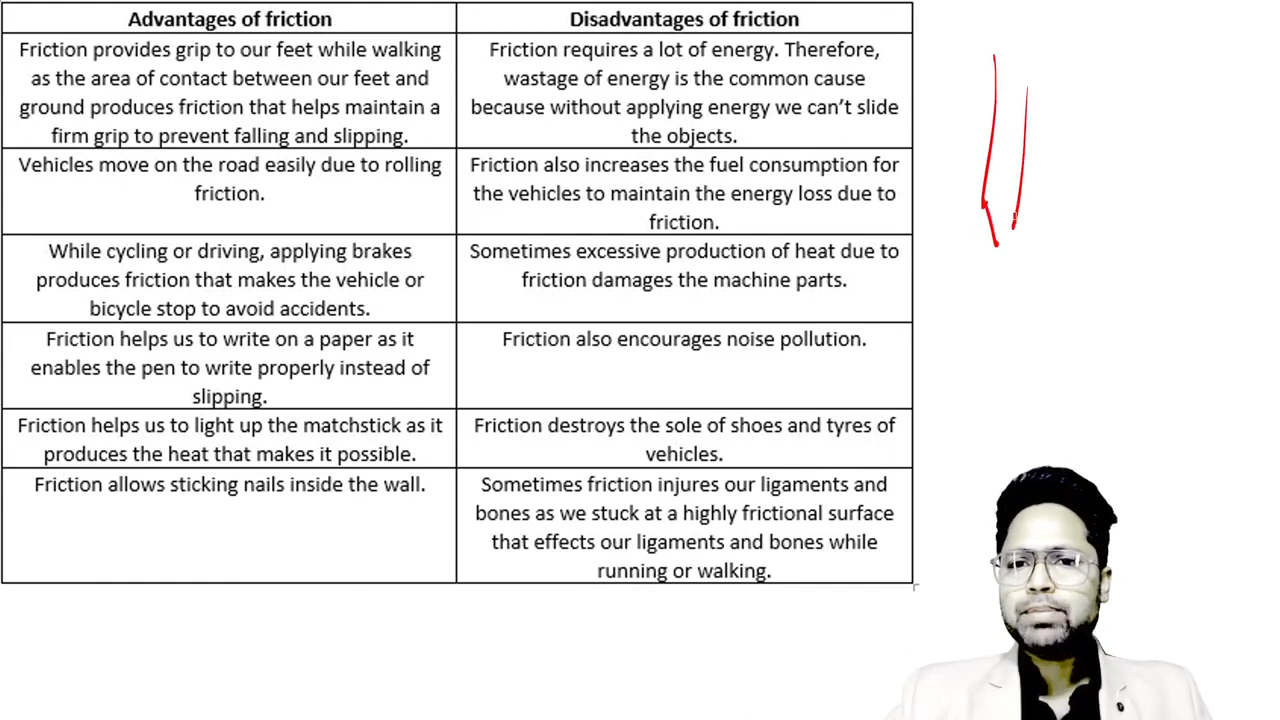 Advantages of friction
Disadvantages of friction
Friction provides grip to our feet while walking
as the area of contact between our feet and
ground produces friction that helps maintain a
firm grip to prevent falling and slipping.
Friction requires a lot of energy. Therefore,
wastage of energy is the common cause
because without applying energy we can’t slide
the objects.
Vehicles move on the road easily due to rolling
friction.
Friction also increases the fuel consumption for
the vehicles to maintain the energy loss due to
friction.
While cycling or driving, applying brakes
produces friction that makes the vehicle or
bicycle stop to avoid accidents.
Sometimes excessive production of heat due to
friction damages the machine parts.
Friction helps us to write on a paper as it
enables the pen to write properly instead of
slipping.
Friction also encourages noise pollution.
Friction helps us to light up the matchstick as it
produces the heat that makes it possible.
Friction destroys the sole of shoes and tyres of
vehicles.
Friction allows sticking nails inside the wall.
Sometimes friction injures our ligaments and
bones as we stuck at a highly frictional surface
that effects our ligaments and bones while
running or walking.